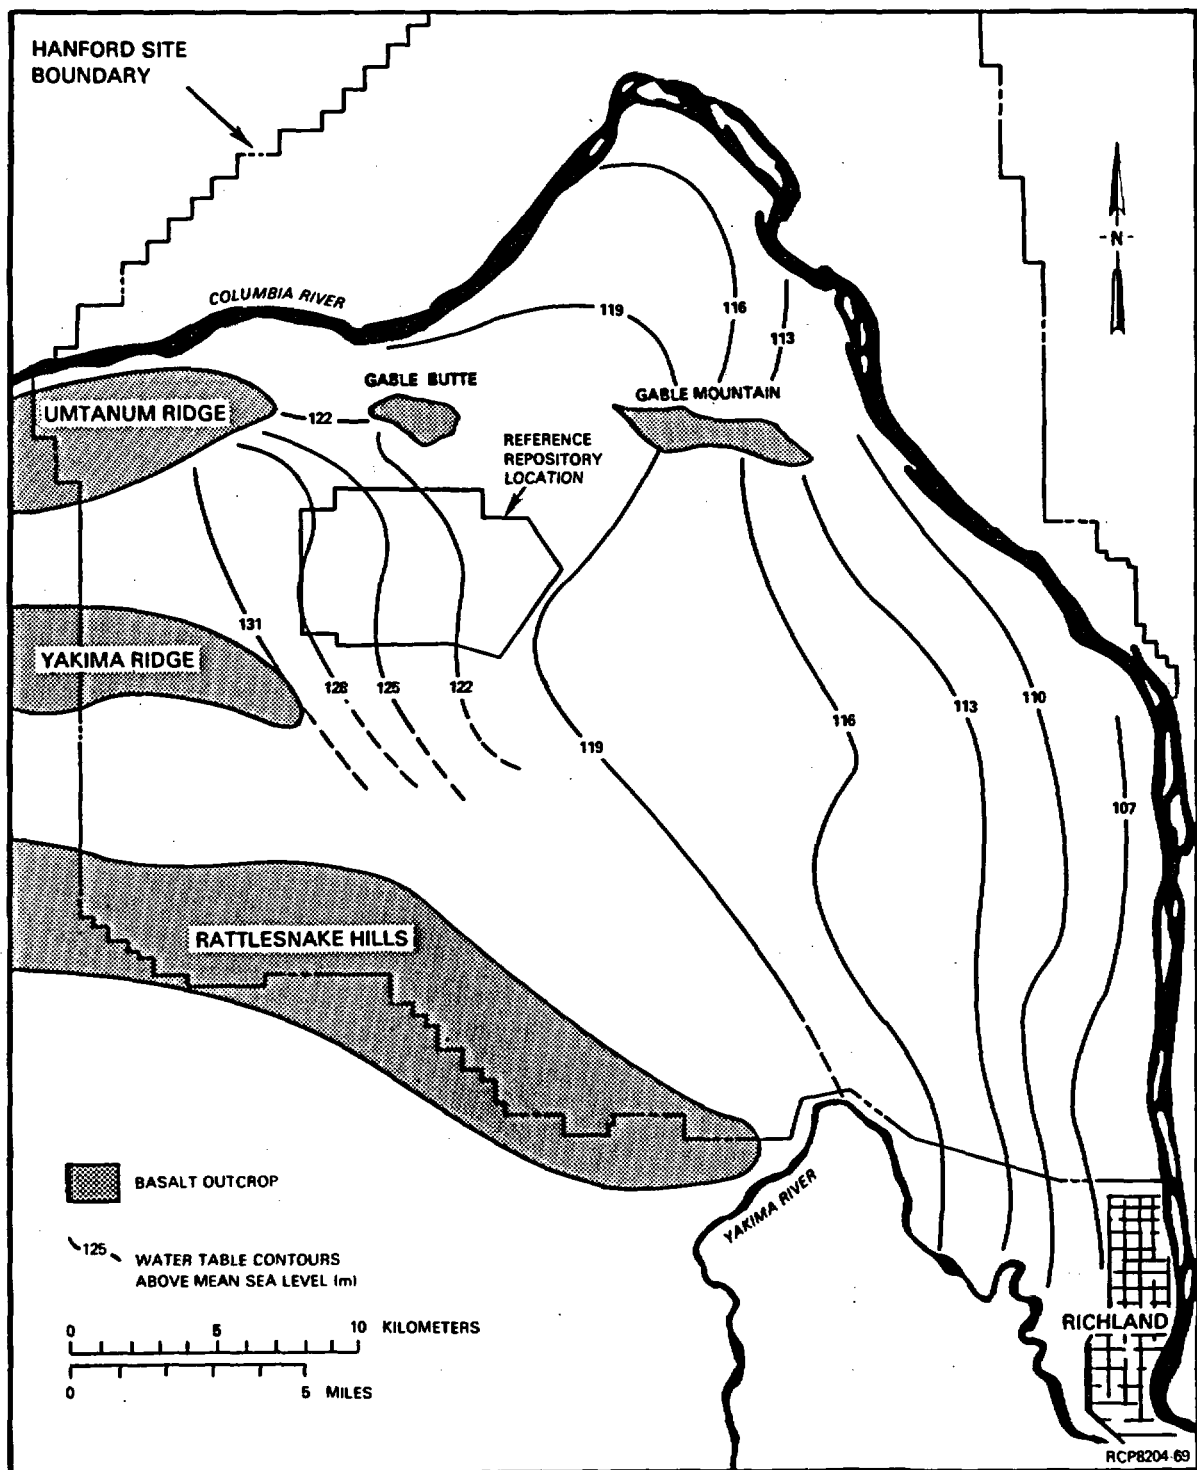 HANFORD SITE
BOUNDARY
N
COLUMBIA RIVER
119
116
113
GABLE BUTTE
GABLE MOUNTAIN
UMTANUM RIDGE
122
REFERENCE
REPOSITORY
LOCATION
131
YAKIMA RIDGE
128
125
122
119
116
113
110
107
RATTLESNAKE HILLS
BASALT OUTCROP
YAKIMA RIVER
125
WATER TABLE CONTOURS
ABOVE MEAN SEA LEVEL (m)
0 5 10 KILOMETERS
0 5 MILES
RICHLAND
RCP8204-69